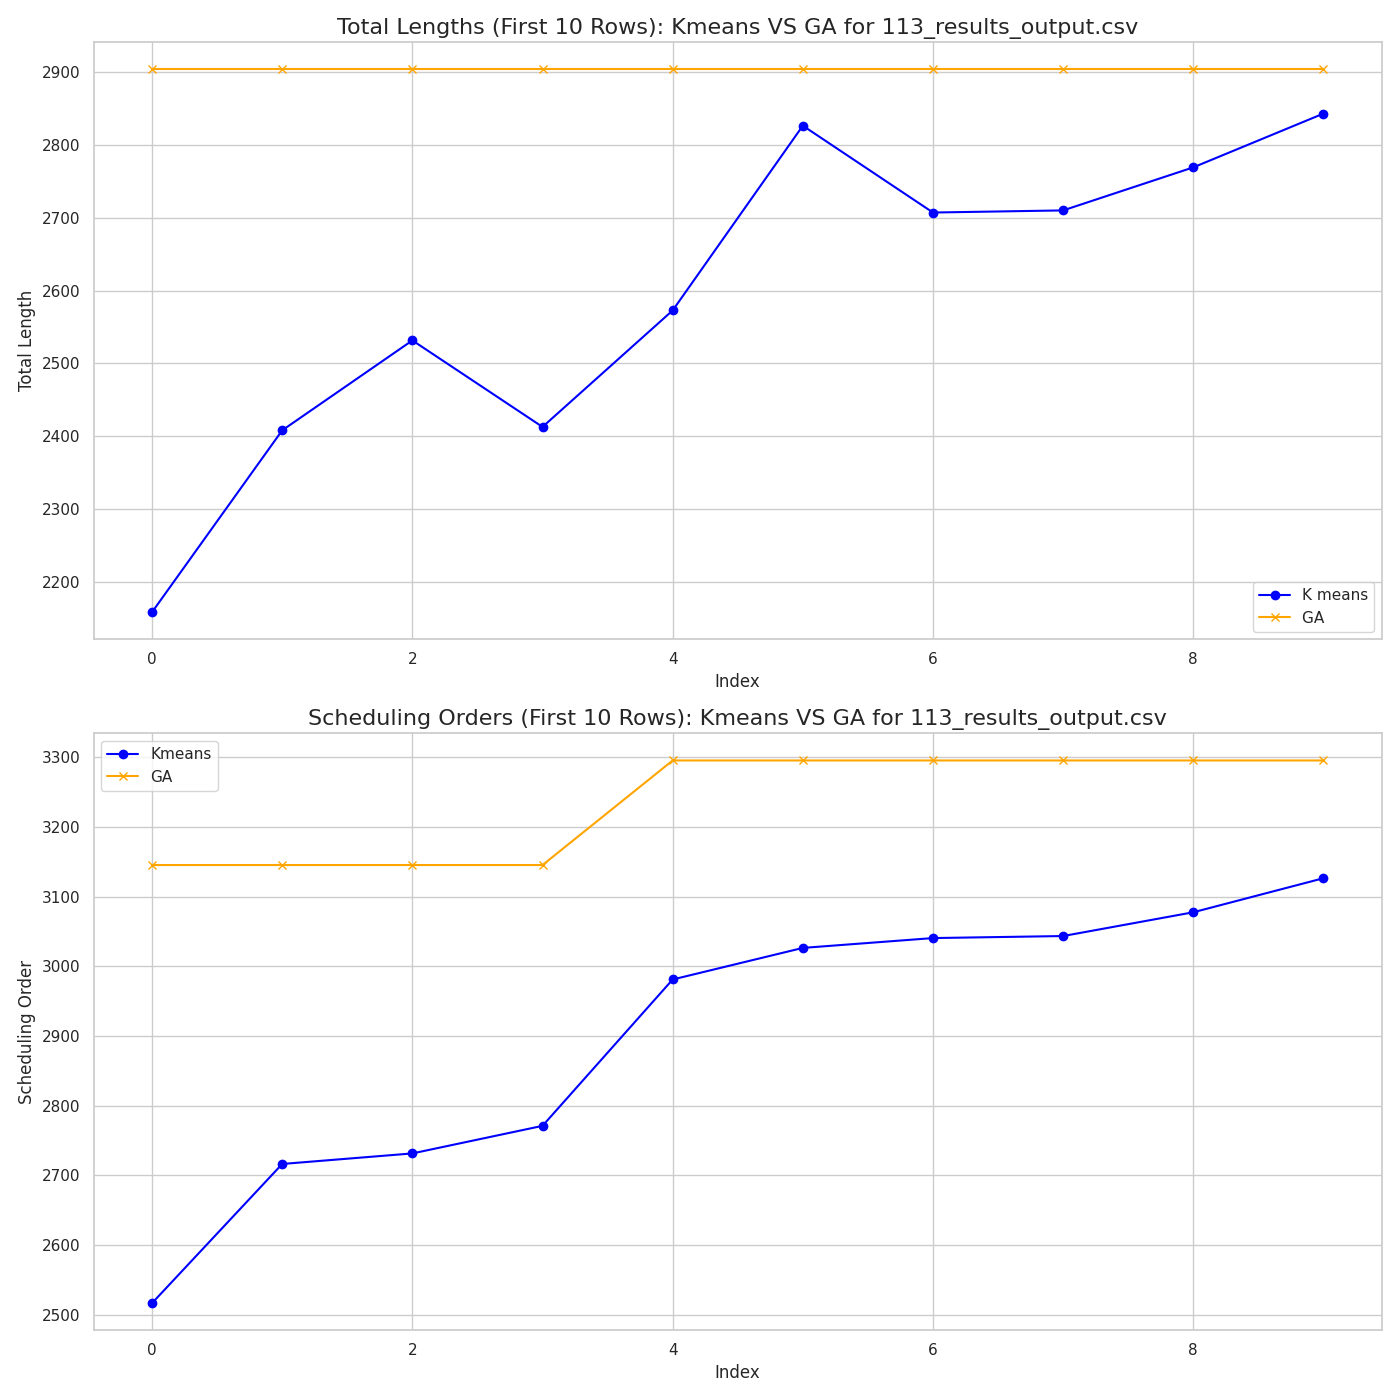 Total Lengths (First 10 Rows): Kmeans VS GA for 113_results_output.csv
2900
2800
2700
2600
2500
2400
2300
2200
Total Length
K means
GA
0 2 4 6 8
Index
Scheduling Orders (First 10 Rows): Kmeans VS GA for 113_results_output.csv
Kmeans
GA
3300
3200
3100
3000
2900
2800
2700
2600
2500
Scheduling Order
0 2 4 6 8
Index